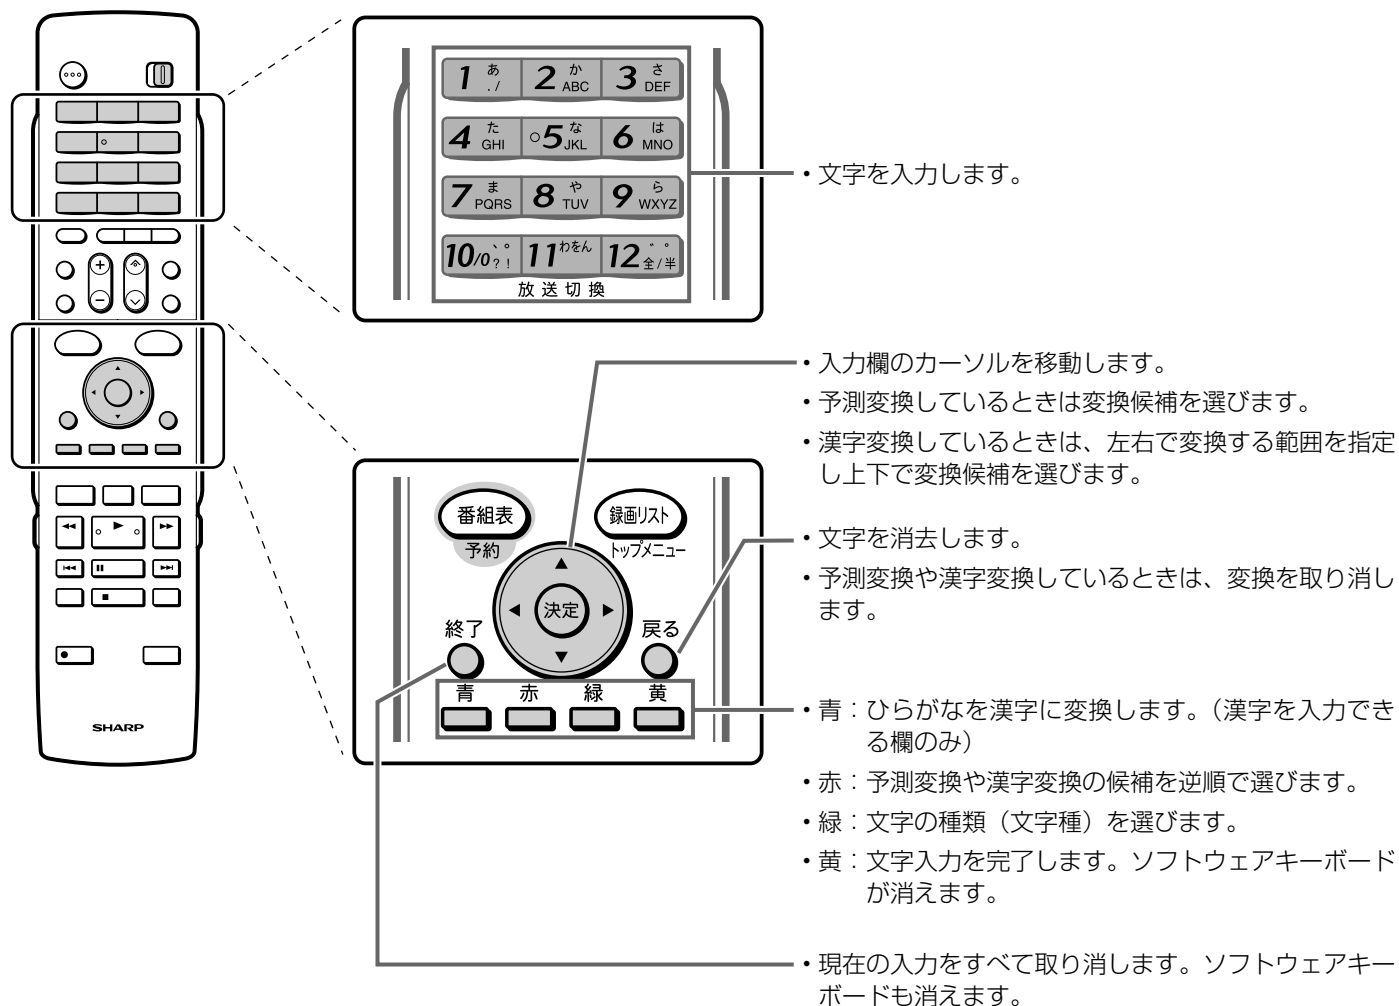 1 あ ./
2 か ABC
3 さ DEF
4 た GHI
5 な JKL
6 は MNO
7 ま PQRS
8 や TUV
9 ら WXYZ
10/0 、。 ?!
11 わをん
12 ゛゜ 全/半
放送切換
・文字を入力します。
・入力欄のカーソルを移動します。
・予測変換しているときは変換候補を選びます。
・漢字変換しているときは、左右で変換する範囲を指定
し上下で変換候補を選びます。
番組表
予約
録画リスト
トップメニュー
決定
終了
戻る
青 赤 緑 黄
・文字を消去します。
・予測変換や漢字変換しているときは、変換を取り消し
ます。
・青：ひらがなを漢字に変換します。（漢字を入力でき
る欄のみ）
・赤：予測変換や漢字変換の候補を逆順で選びます。
・緑：文字の種類（文字種）を選びます。
・黄：文字入力を完了します。ソフトウェアキーボード
が消えます。
・現在の入力をすべて取り消します。ソフトウェアキー
ボードも消えます。
SHARP